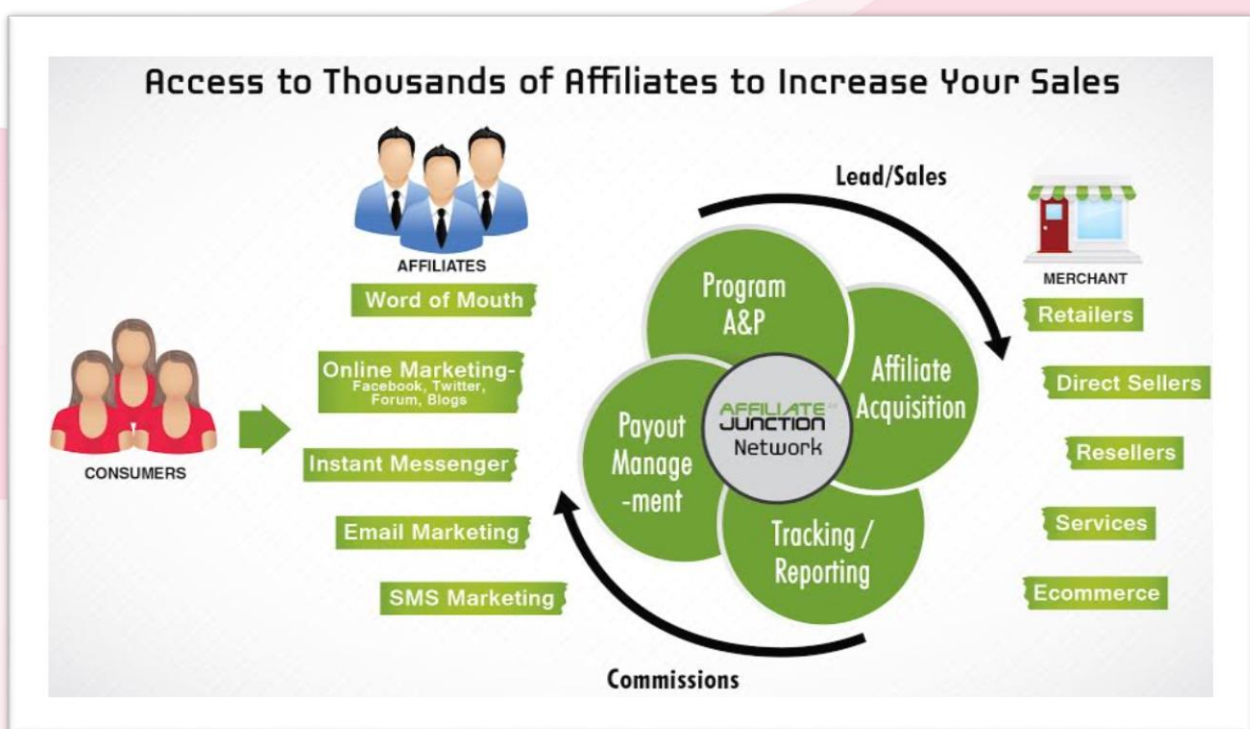 Access to Thousands of Affiliates to Increase Your Sales
CONSUMERS
AFFILIATES
Word of Mouth
Online Marketing-
Facebook, Twitter,
Forum, Blogs
Instant Messenger
Email Marketing
SMS Marketing
Lead/Sales
Program
A&P
Affiliate
Acquisition
AFFILIATE
JUNCTION
Network
Payout
Manage
-ment
Tracking /
Reporting
Commissions
MERCHANT
Retailers
Direct Sellers
Resellers
Services
Ecommerce